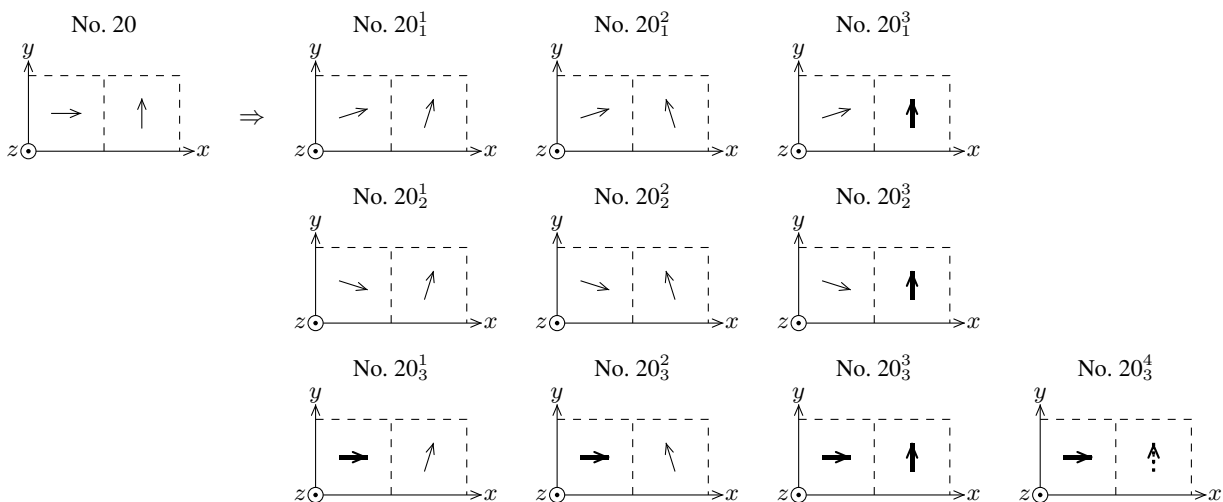 No. 20
No. 20₁¹
No. 20₁²
No. 20₁³
y
y
y
y
⇒
z
x
z
x
z
x
z
x
No. 20₂¹
No. 20₂²
No. 20₂³
y
y
y
z
x
z
x
z
x
No. 20₃¹
No. 20₃²
No. 20₃³
No. 20₃⁴
y
y
y
y
z
x
z
x
z
x
z
x